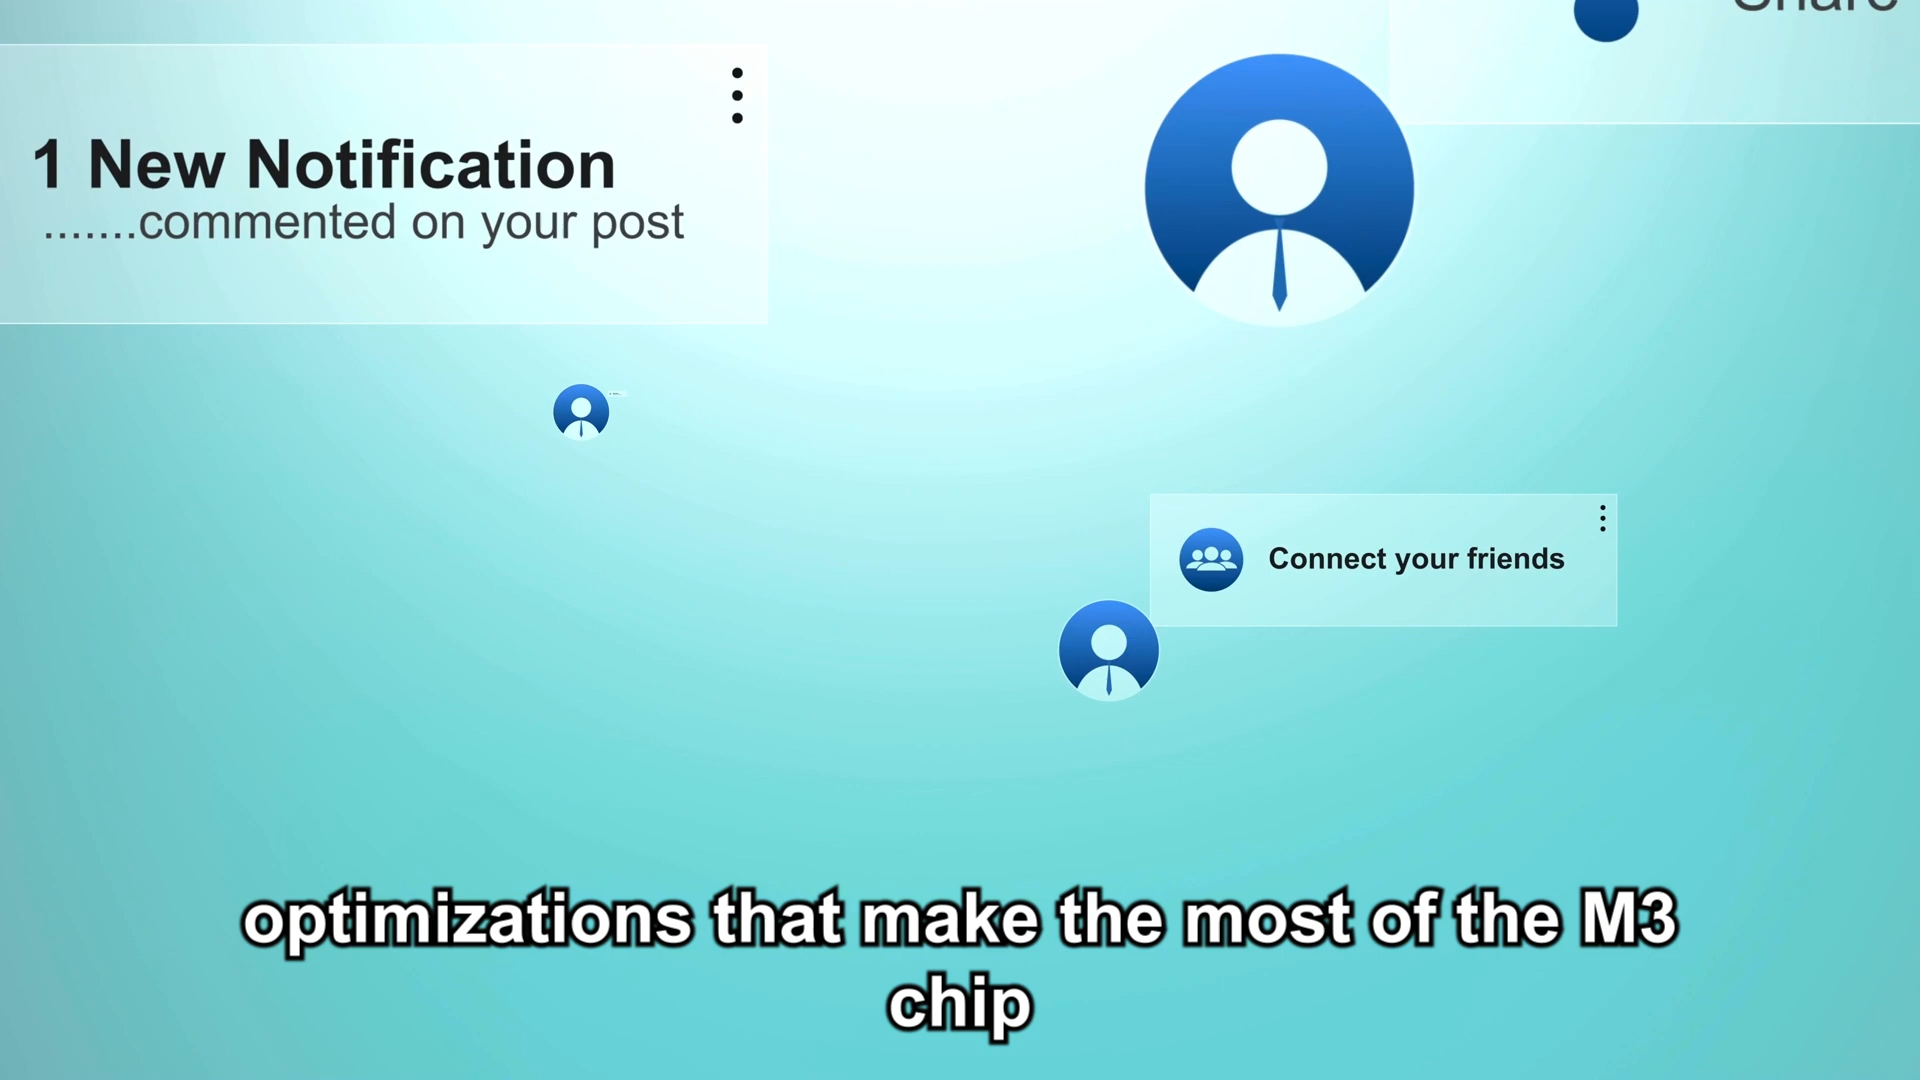 Share
1 New Notification
.......commented on your post
Connect your friends
optimizations that make the most of the M3
chip